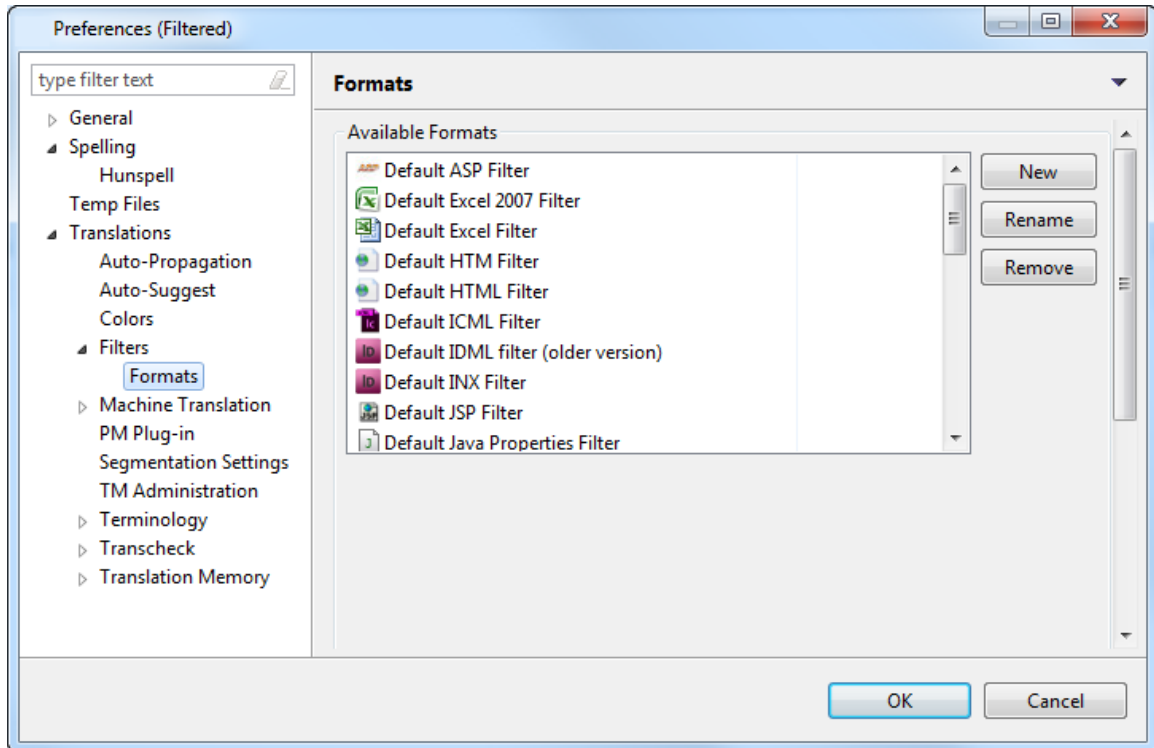 Preferences (Filtered)
type filter text
General
Spelling
Hunspell
Temp Files
Translations
Auto-Propagation
Auto-Suggest
Colors
Filters
Formats
Machine Translation
PM Plug-in
Segmentation Settings
TM Administration
Terminology
Transcheck
Translation Memory
Formats
Available Formats
Default ASP Filter
Default Excel 2007 Filter
Default Excel Filter
Default HTM Filter
Default HTML Filter
Default ICML Filter
Default IDML filter (older version)
Default INX Filter
Default JSP Filter
Default Java Properties Filter
New
Rename
Remove
OK
Cancel